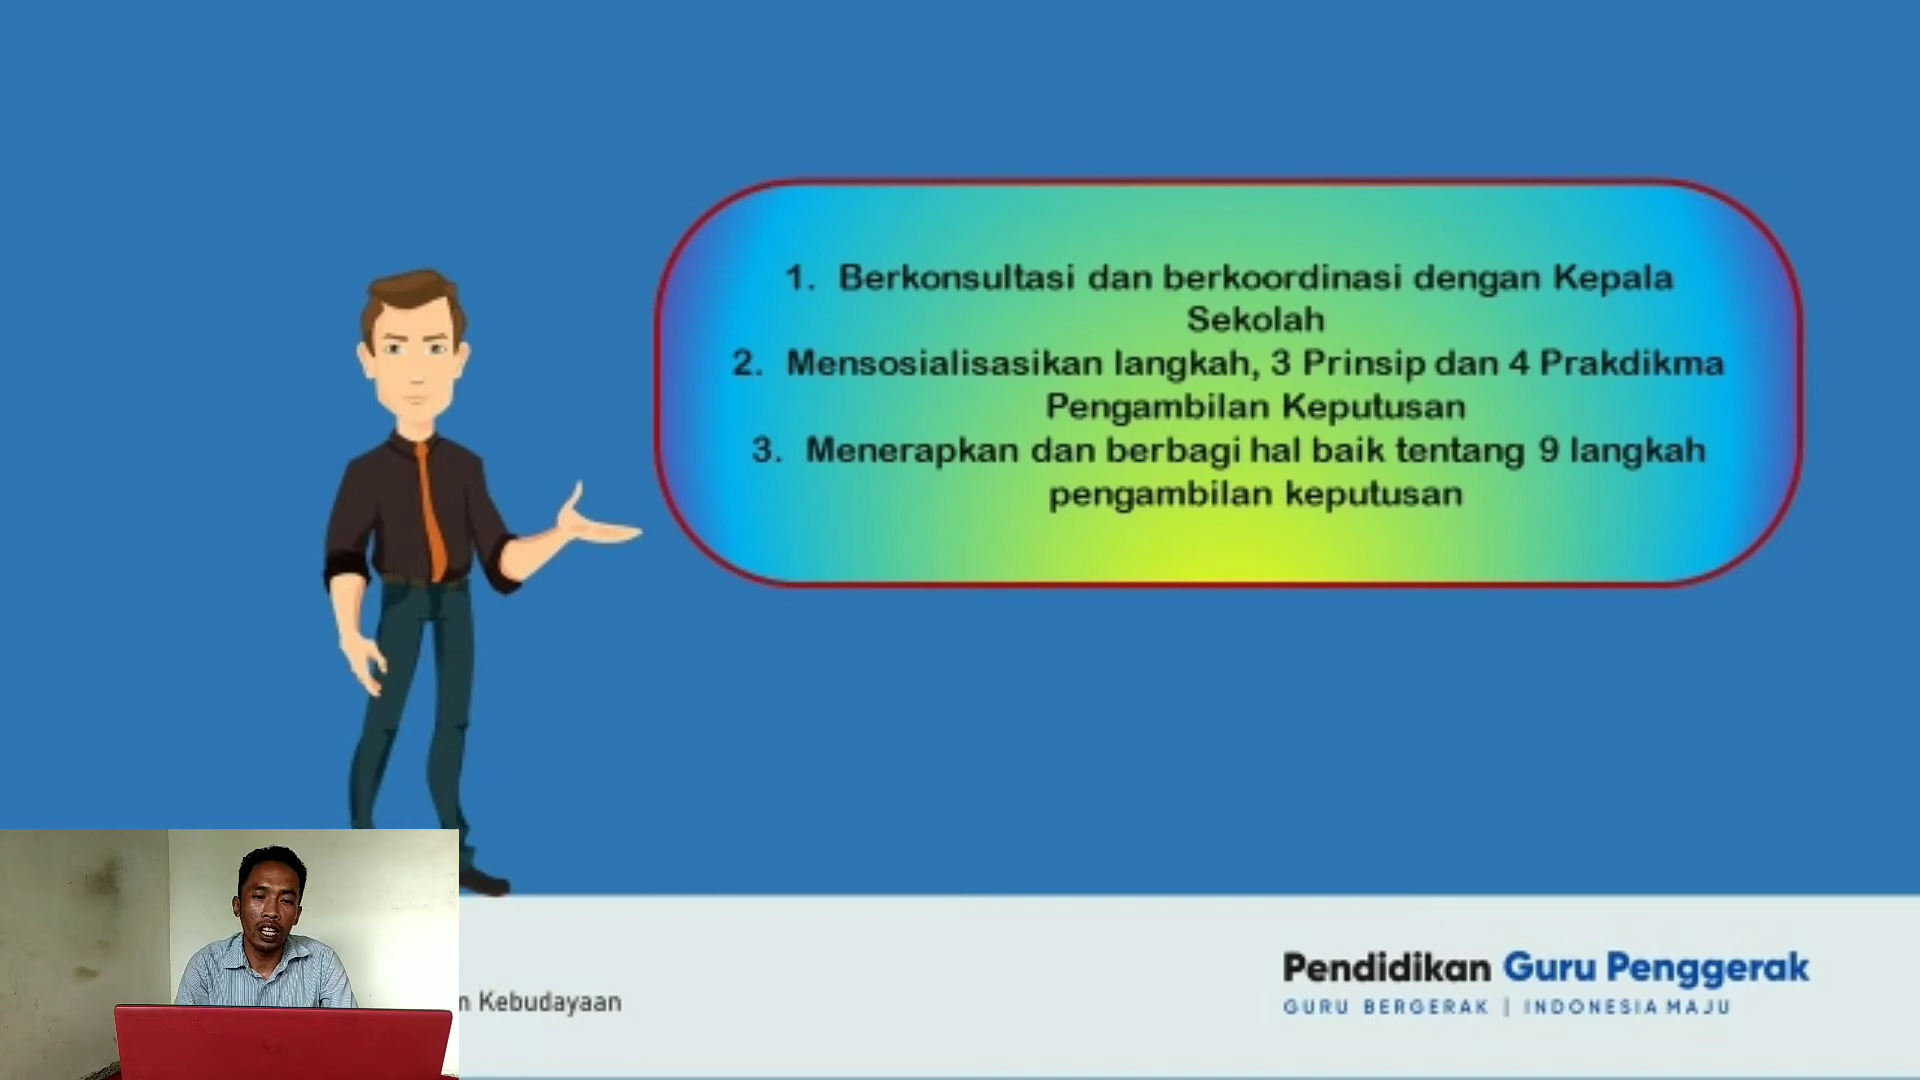 1. Berkonsultasi dan berkoordinasi dengan Kepala
Sekolah
2. Mensosialisasikan langkah, 3 Prinsip dan 4 Prakdikma
Pengambilan Keputusan
3. Menerapkan dan berbagi hal baik tentang 9 langkah
pengambilan keputusan
Kebudayaan
Pendidikan Guru Penggerak
GURU BERGERAK | INDONESIA MAJU